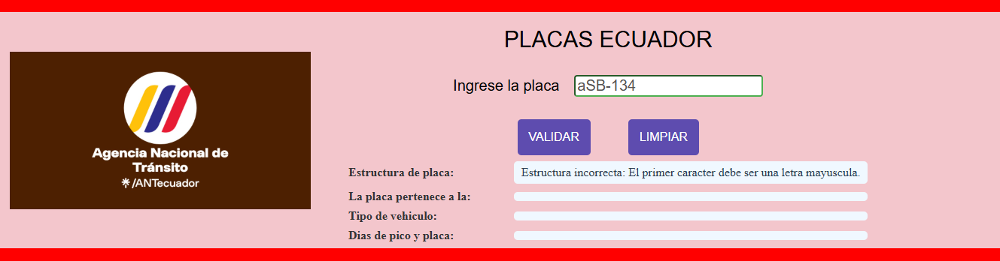 PLACAS ECUADOR
Ingrese la placa aSB-134
VALIDAR LIMPIAR
Agencia Nacional de
Tránsito
/ANTecuador
Estructura de placa: Estructura incorrecta: El primer caracter debe ser una letra mayuscula.
La placa pertenece a la:
Tipo de vehiculo:
Dias de pico y placa: